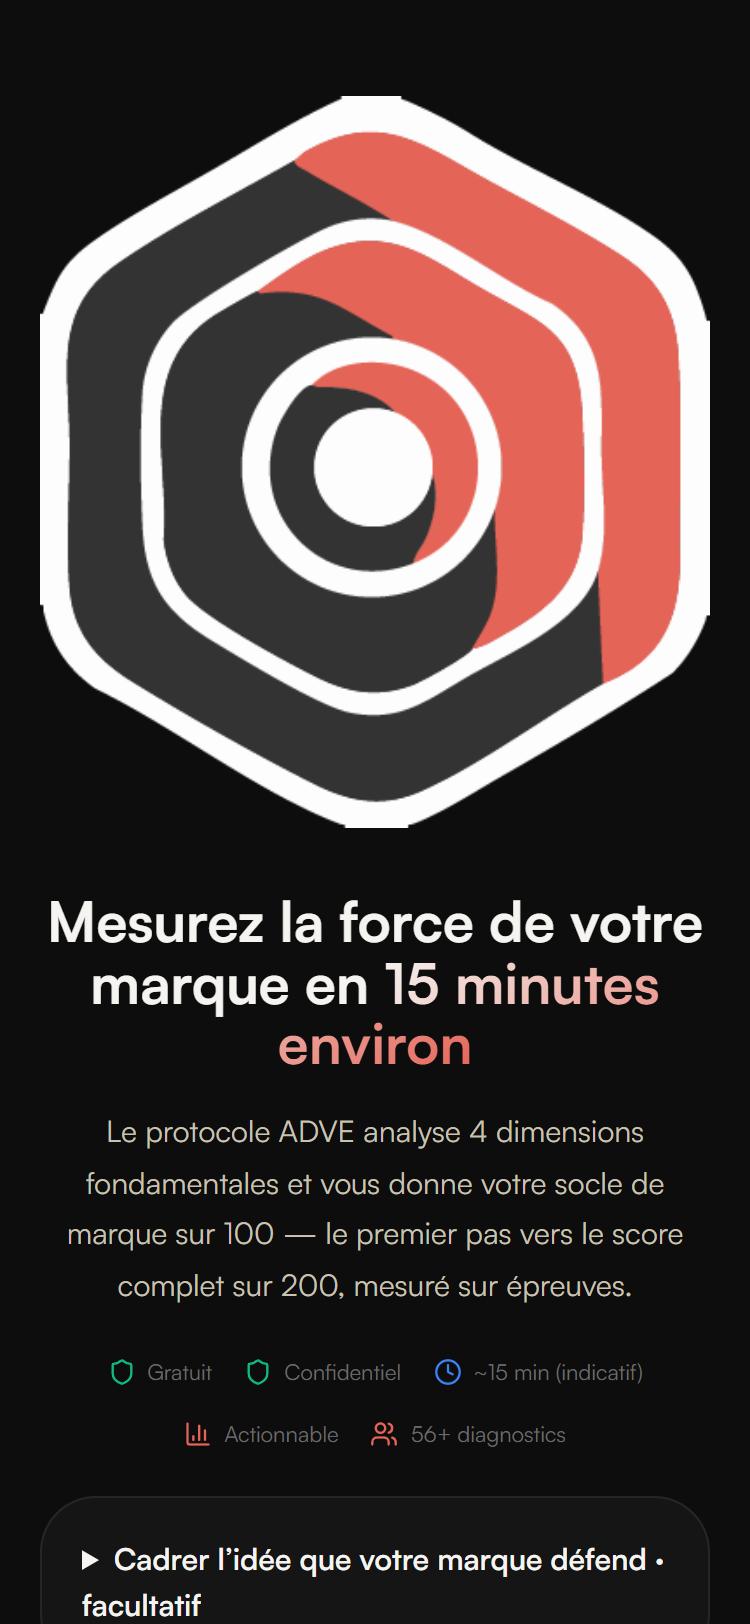 Mesurez la force de votre
marque en 15 minutes
environ
Le protocole ADVE analyse 4 dimensions
fondamentales et vous donne votre socle de
marque sur 100 — le premier pas vers le score
complet sur 200, mesuré sur épreuves.
Gratuit Confidentiel ~15 min (indicatif)
Actionnable 56+ diagnostics
▶ Cadrer l’idée que votre marque défend ·
facultatif